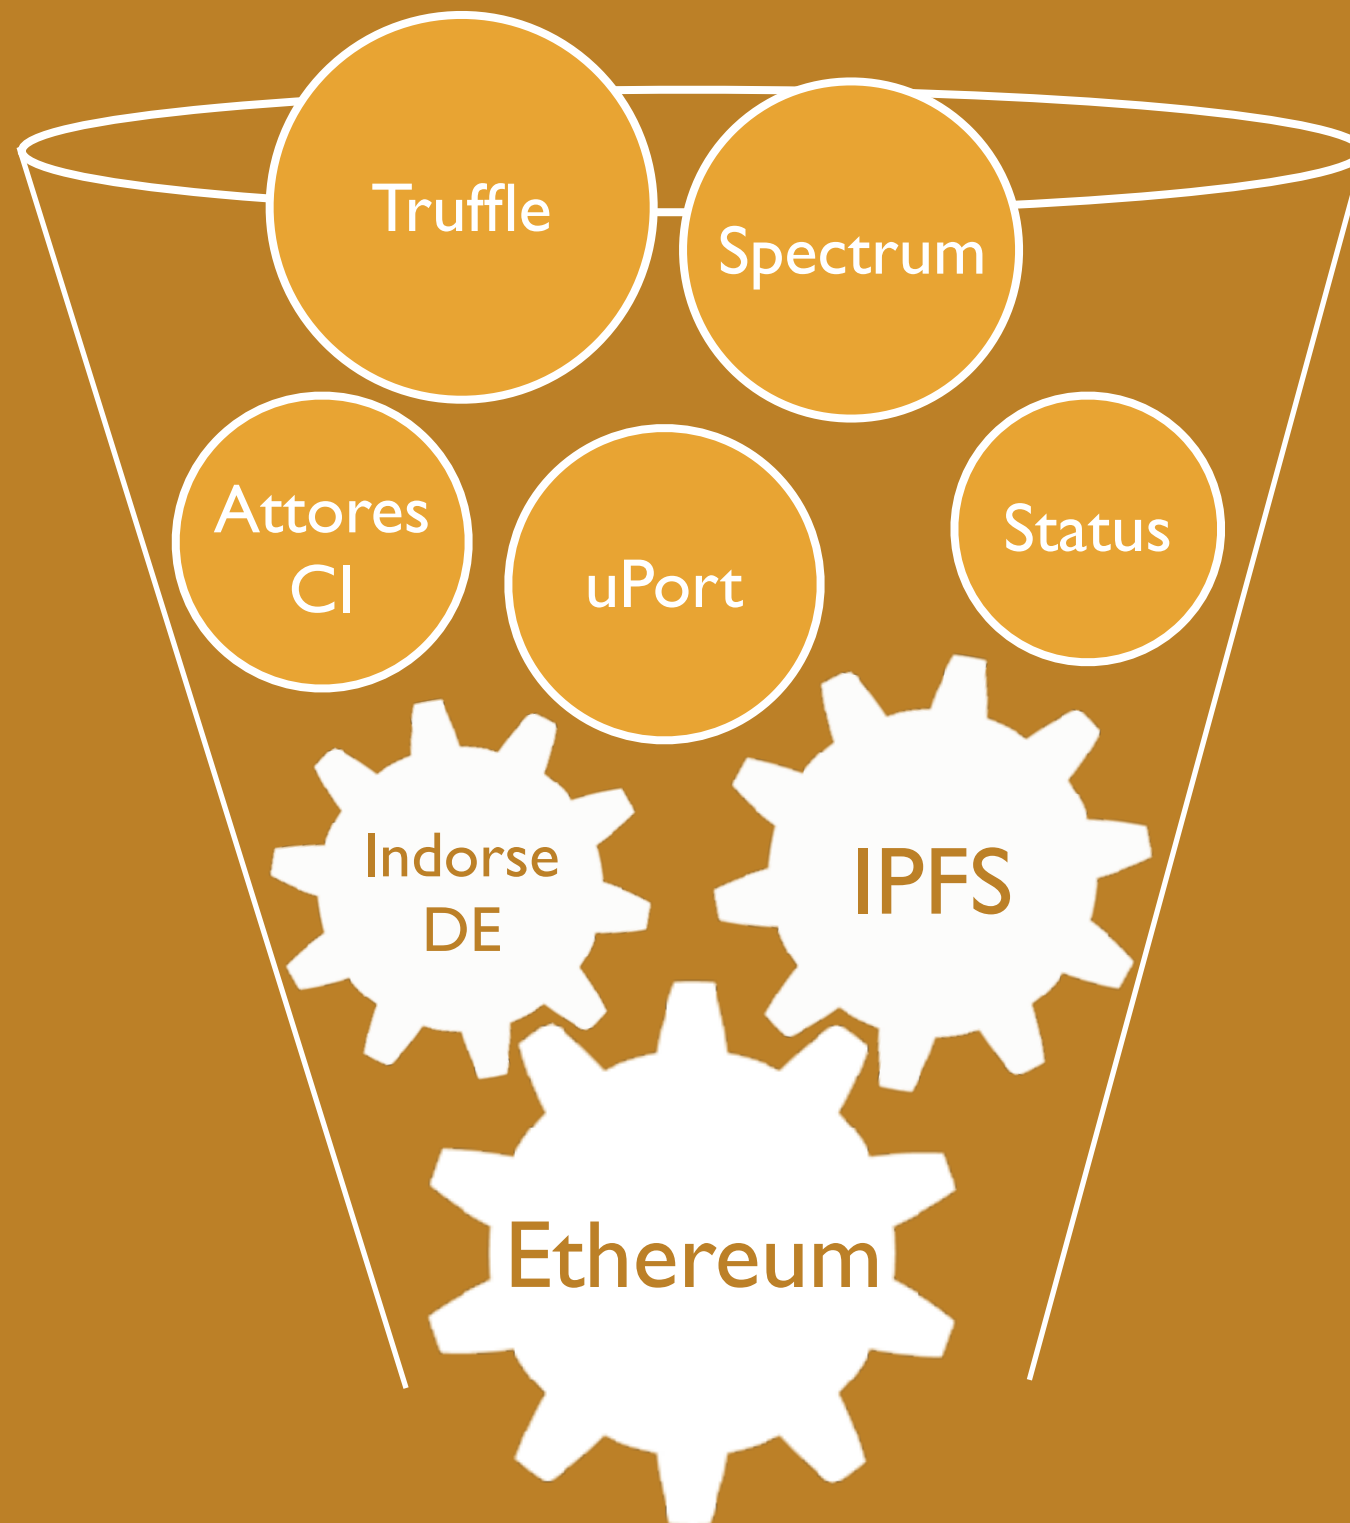 Truffle
Spectrum
Attores
CI
uPort
Status
Indorse
DE
IPFS
Ethereum